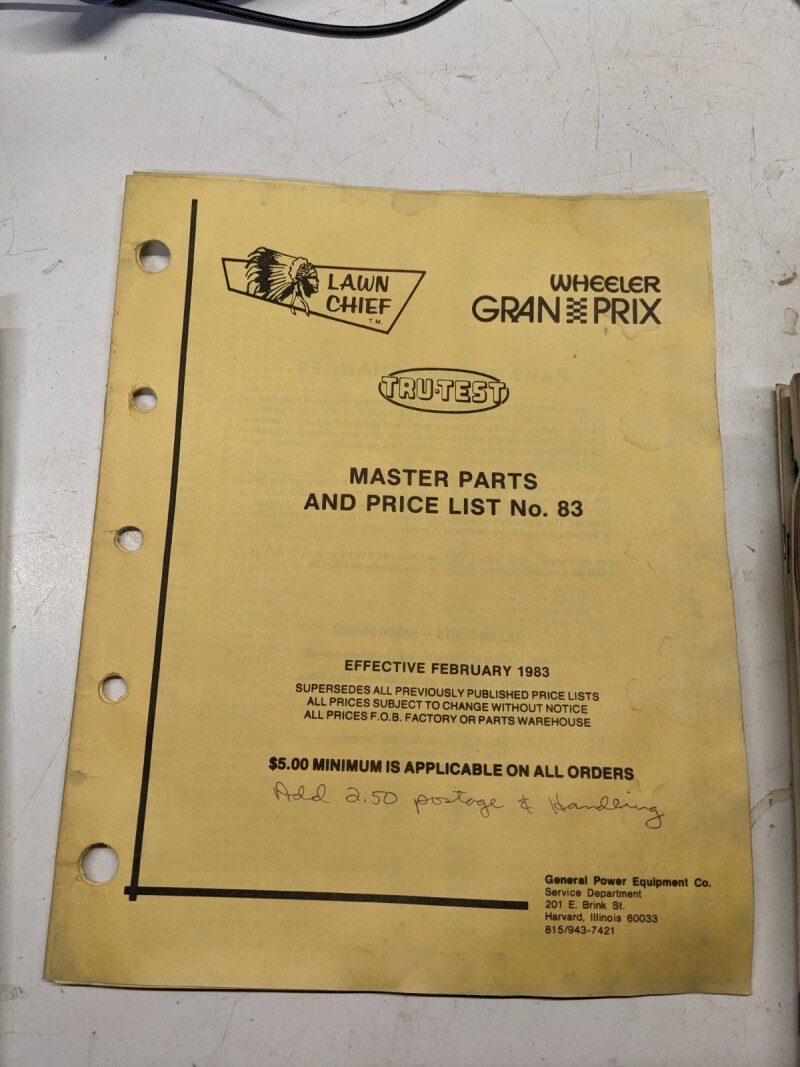 LAWN
CHIEF
T.M.
WHEELER
GRAN PRIX
TRU-TEST
MASTER PARTS
AND PRICE LIST No. 83
EFFECTIVE FEBRUARY 1983
SUPERSEDES ALL PREVIOUSLY PUBLISHED PRICE LISTS
ALL PRICES SUBJECT TO CHANGE WITHOUT NOTICE
ALL PRICES F.O.B. FACTORY OR PARTS WAREHOUSE
$5.00 MINIMUM IS APPLICABLE ON ALL ORDERS
Add 2.50 postage & Handling
General Power Equipment Co.
Service Department
201 E. Brink St.
Harvard, Illinois 60033
815/943-7421